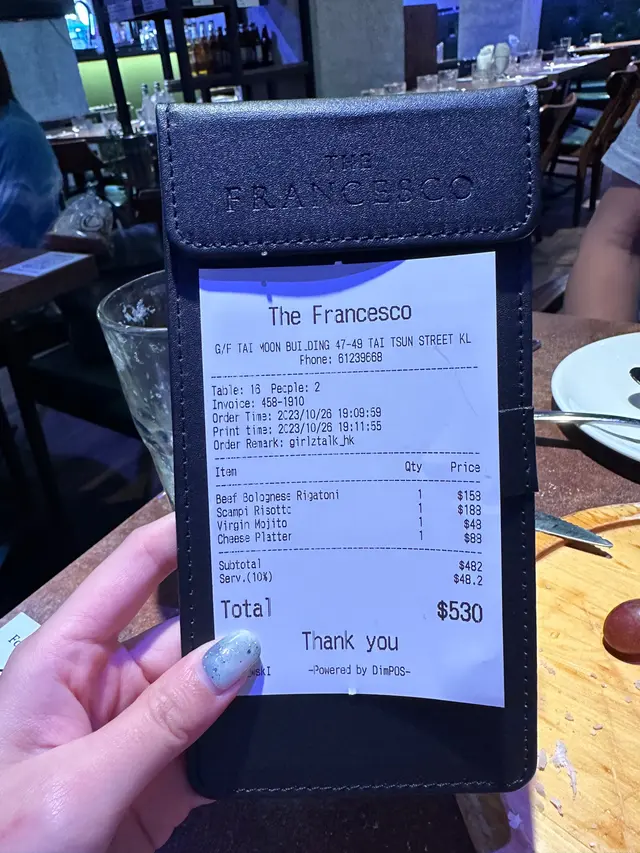 THE
FRANCESCO
The Francesco
G/F TAI MOON BUILDING 47-49 TAI TSUN STREET KL
Phone: 61239668
Table: 16 People: 2
Invoice: 458-1910
Order Time: 2023/10/26 19:09:59
Print time: 2023/10/26 19:11:55
Order Remark: girlztalk_hk
Item Qty Price
Beef Bolognese Rigatoni 1 $158
Scampi Risotto 1 $188
Virgin Mojito 1 $48
Cheese Platter 1 $88
Subtotal $482
Serv.(10%) $48.2
Total $530
Thank you
-Powered by DimPOS-